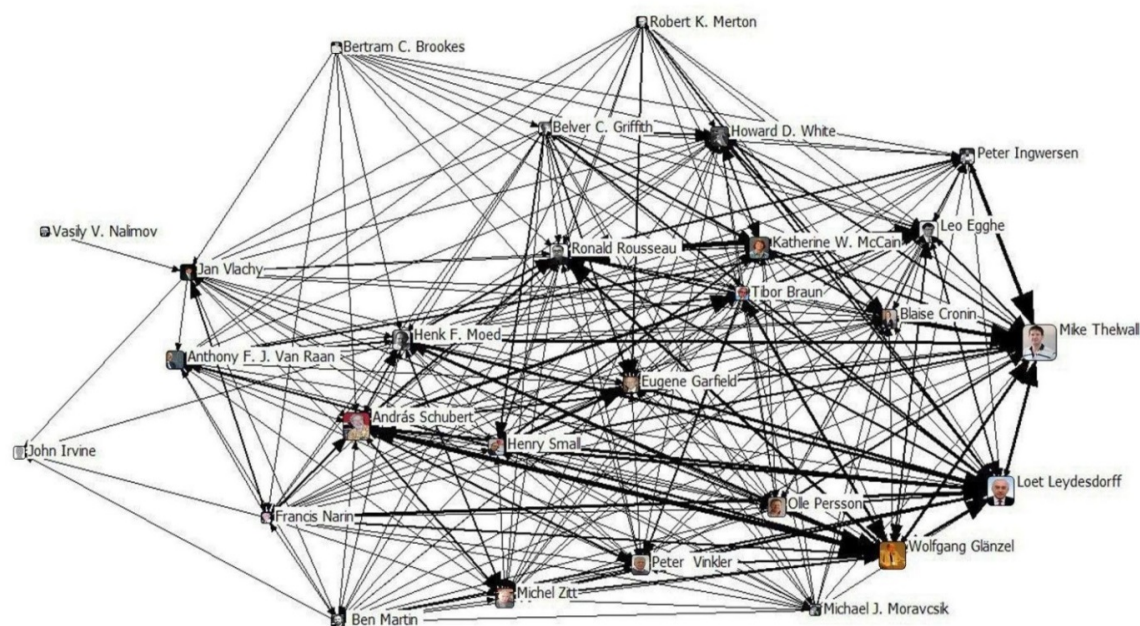 Robert K. Merton
Bertram C. Brookes
Belver C. Griffith
Howard D. White
Peter Ingwersen
Vasily V. Nalimov
Leo Egghe
Ronald Rousseau
Katherine W. McCain
Jan Vlachy
Tibor Braun
Blaise Cronin
Mike Thelwall
Henk F. Moed
Anthony F. J. Van Raan
Eugene Garfield
András Schubert
Henry Small
John Irvine
Loet Leydesdorff
Olle Persson
Francis Narin
Wolfgang Glänzel
Peter Vinkler
Michel Zitt
Michael J. Moravcsik
Ben Martin